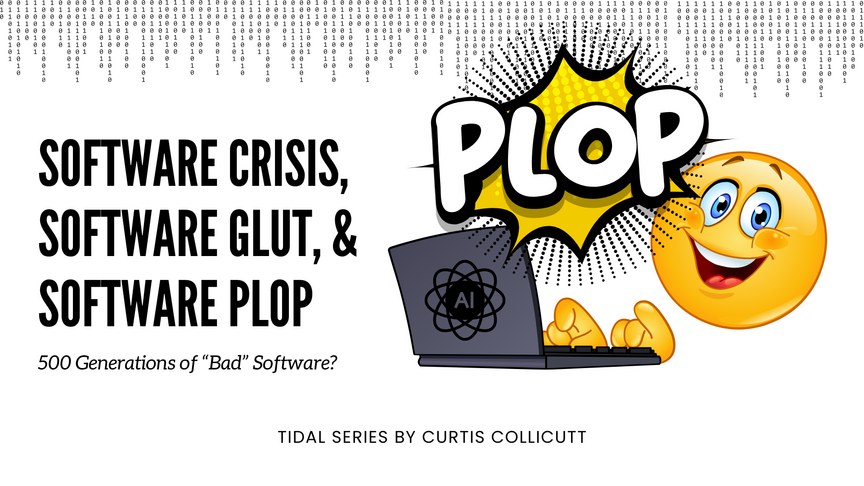 SOFTWARE CRISIS,
SOFTWARE GLUT, &
SOFTWARE PLOP
500 Generations of “Bad” Software?
PLOP
AI
TIDAL SERIES BY CURTIS COLLICUTT